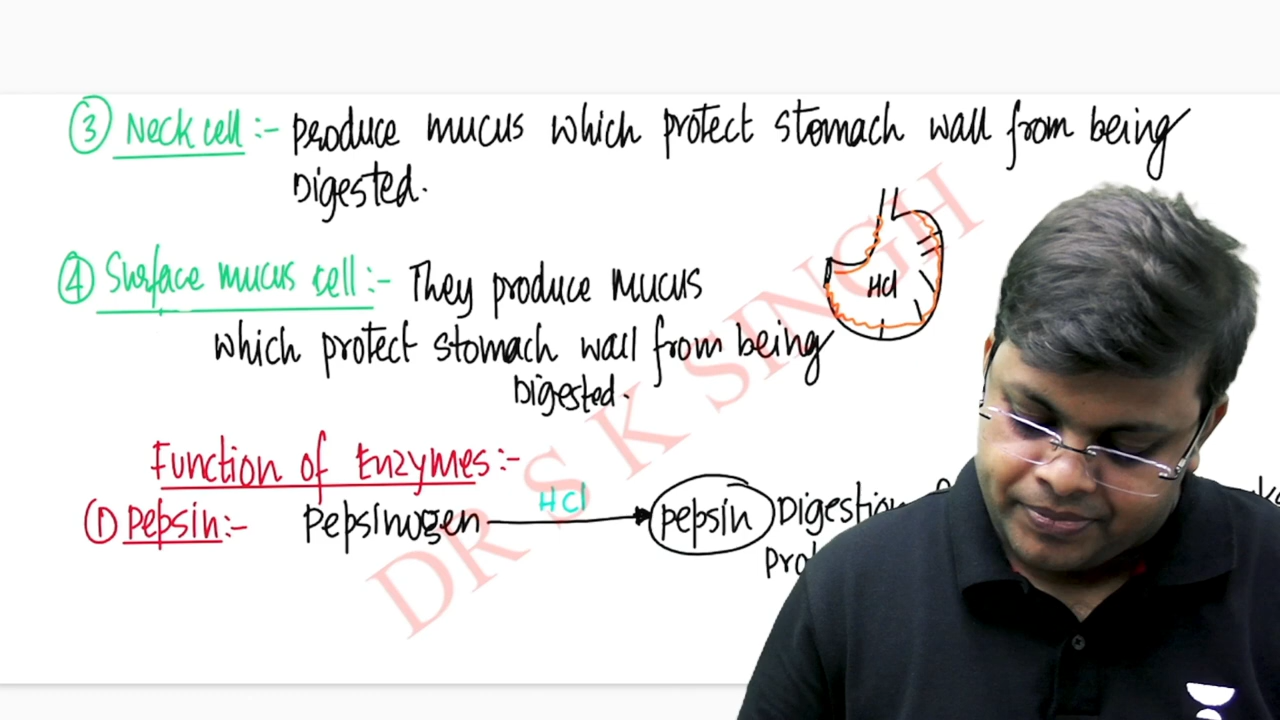 ③ Neck cell :- Produce mucus which protect stomach wall from being
Digested.
④ Surface mucus cell :- They produce mucus
which protect stomach wall from being
Digested.
HCl
Function of Enzymes :-
① Pepsin :- Pepsinogen HCl pepsin Digestion
DR S K SINGH